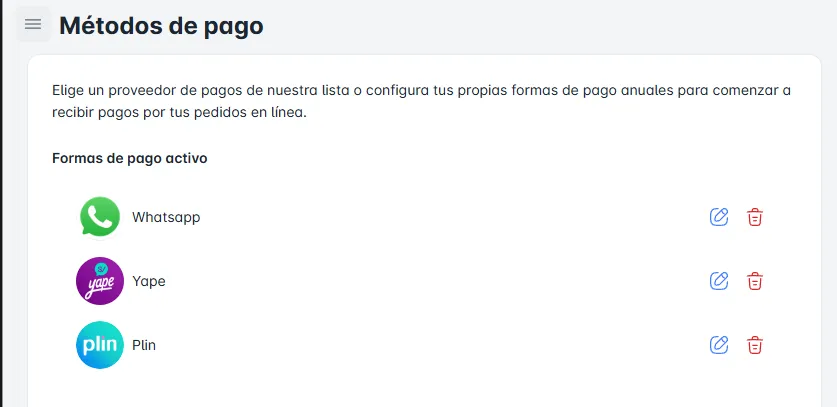 Métodos de pago
Elige un proveedor de pagos de nuestra lista o configura tus propias formas de pago anuales para comenzar a
recibir pagos por tus pedidos en línea.
Formas de pago activo
Whatsapp
S/
yape
Yape
plin
Plin